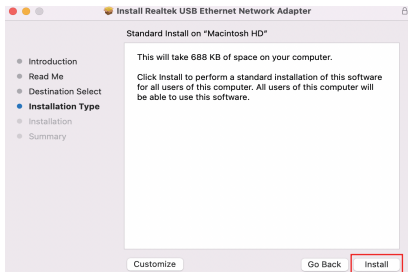 Install Realtek USB Ethernet Network Adapter
Standard Install on “Macintosh HD”
Introduction
Read Me
Destination Select
Installation Type
Installation
Summary
This will take 688 KB of space on your computer.
Click Install to perform a standard installation of this software
for all users of this computer. All users of this computer will
be able to use this software.
Customize
Go Back
Install